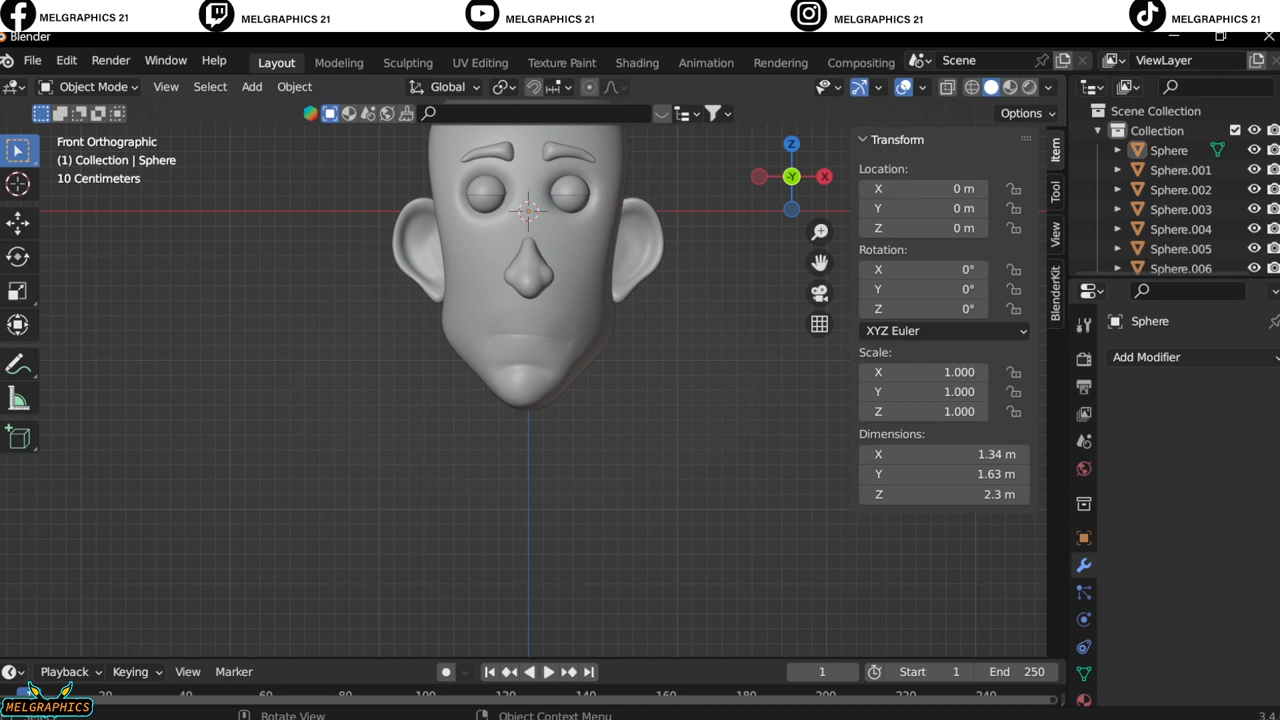 MELGRAPHICS 21 MELGRAPHICS 21 MELGRAPHICS 21 MELGRAPHICS 21 MELGRAPHICS 21
Blender
File Edit Render Window Help Layout Modeling Sculpting UV Editing Texture Paint Shading Animation Rendering Compositing Scene ViewLayer
Object Mode View Select Add Object Global
Options
Front Orthographic
(1) Collection | Sphere
10 Centimeters
Z
-Y
X
Transform
Location:
X 0 m
Y 0 m
Z 0 m
Rotation:
X 0°
Y 0°
Z 0°
XYZ Euler
Scale:
X 1.000
Y 1.000
Z 1.000
Dimensions:
X 1.34 m
Y 1.63 m
Z 2.3 m
Item
Tool
View
BlenderKit
Scene Collection
Collection
Sphere
Sphere.001
Sphere.002
Sphere.003
Sphere.004
Sphere.005
Sphere.006
Sphere
Add Modifier
Playback Keying View Marker 1 Start 1 End 250
20 40 60 80 100 120 140 160 180 200 220 240
MELGRAPHICS
Rotate View Object Context Menu 3.4